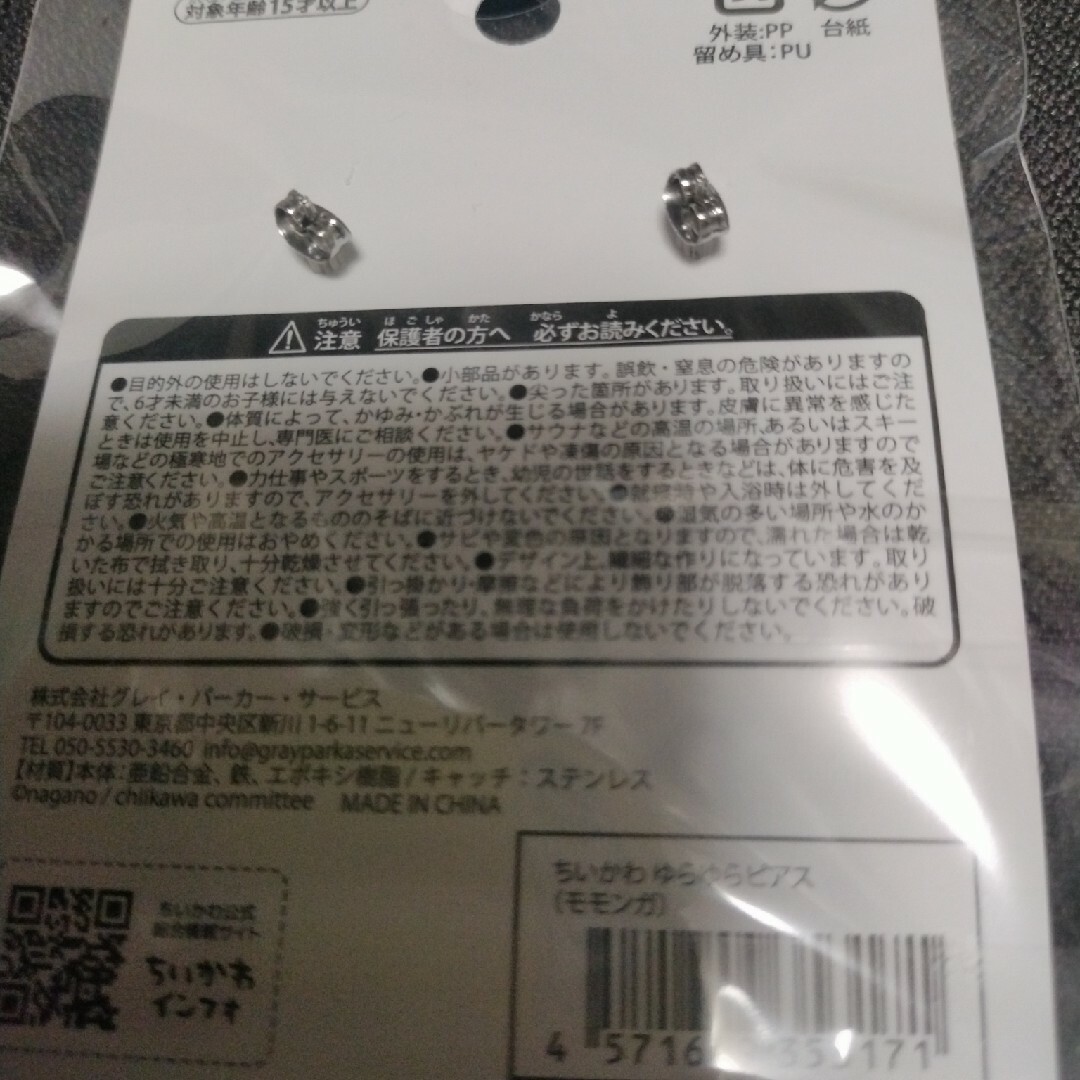 対象年齢15才以上
外装:PP 台紙
留め具:PU
ちゅうい ほごしゃ かた かなら よ
注意 保護者の方へ 必ずお読みください。
●目的外の使用はしないでください。●小部品があります。誤飲・窒息の危険がありますの
で、6才未満のお子様には与えないでください。●尖った箇所があります。取り扱いにはご注
意ください。●体質によって、かゆみ・かぶれが生じる場合があります。皮膚に異常を感じた
ときは使用を中止し、専門医にご相談ください。●サウナなどの高温の場所、あるいはスキー
場などの極寒地でのアクセサリーの使用は、ヤケドや凍傷の原因となる場合がありますので
ご注意ください。●力仕事やスポーツをするとき、幼児の世話をするときなどは、体に危害を及
ぼす恐れがありますので、アクセサリーを外してください。●就寝時や入浴時は外してくだ
さい。●火気や高温となるもののそばに近づけないでください。●湿気の多い場所や水のか
かる場所での使用はおやめください。●サビや変色の原因となりますので、濡れた場合は乾
いた布で拭き取り、十分乾燥させてください。●デザイン上、繊細な作りになっています。取り
扱いには十分ご注意ください。●引っ掛かり・摩擦などにより飾り部が脱落する恐れがあり
ますのでご注意ください。●強く引っ張ったり、無理な負荷をかけたりしないでください。破
損する恐れがあります。●破損・変形などがある場合は使用しないでください。
株式会社グレイ・パーカー・サービス
〒104-0033 東京都中央区新川 1-6-11 ニューリバータワー 7F
TEL 050-5530-3460 info@grayparkaservice.com
【材質】本体：亜鉛合金、鉄、エポキシ樹脂 / キャッチ：ステンレス
©nagano / chiikawa committee MADE IN CHINA
ちいかわ ゆらゆらピアス
(モモンガ)
ちいかわ公式
総合情報サイト
ちいかわ
インフォ
4 5716